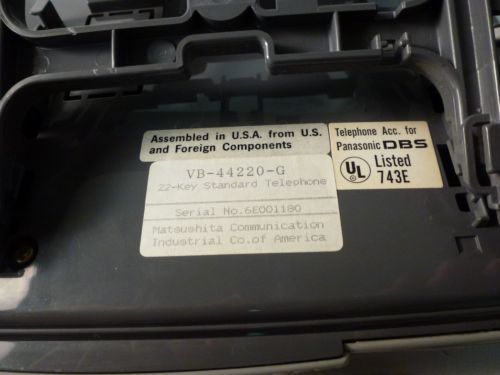 Assembled in U.S.A. from U.S.
and Foreign Components
VB-44220-G
22-Key Standard Telephone
Serial No.6E001180
Matsushita Communication
Industrial Co.of America
Telephone Acc. for
Panasonic DBS
UL Listed
743E